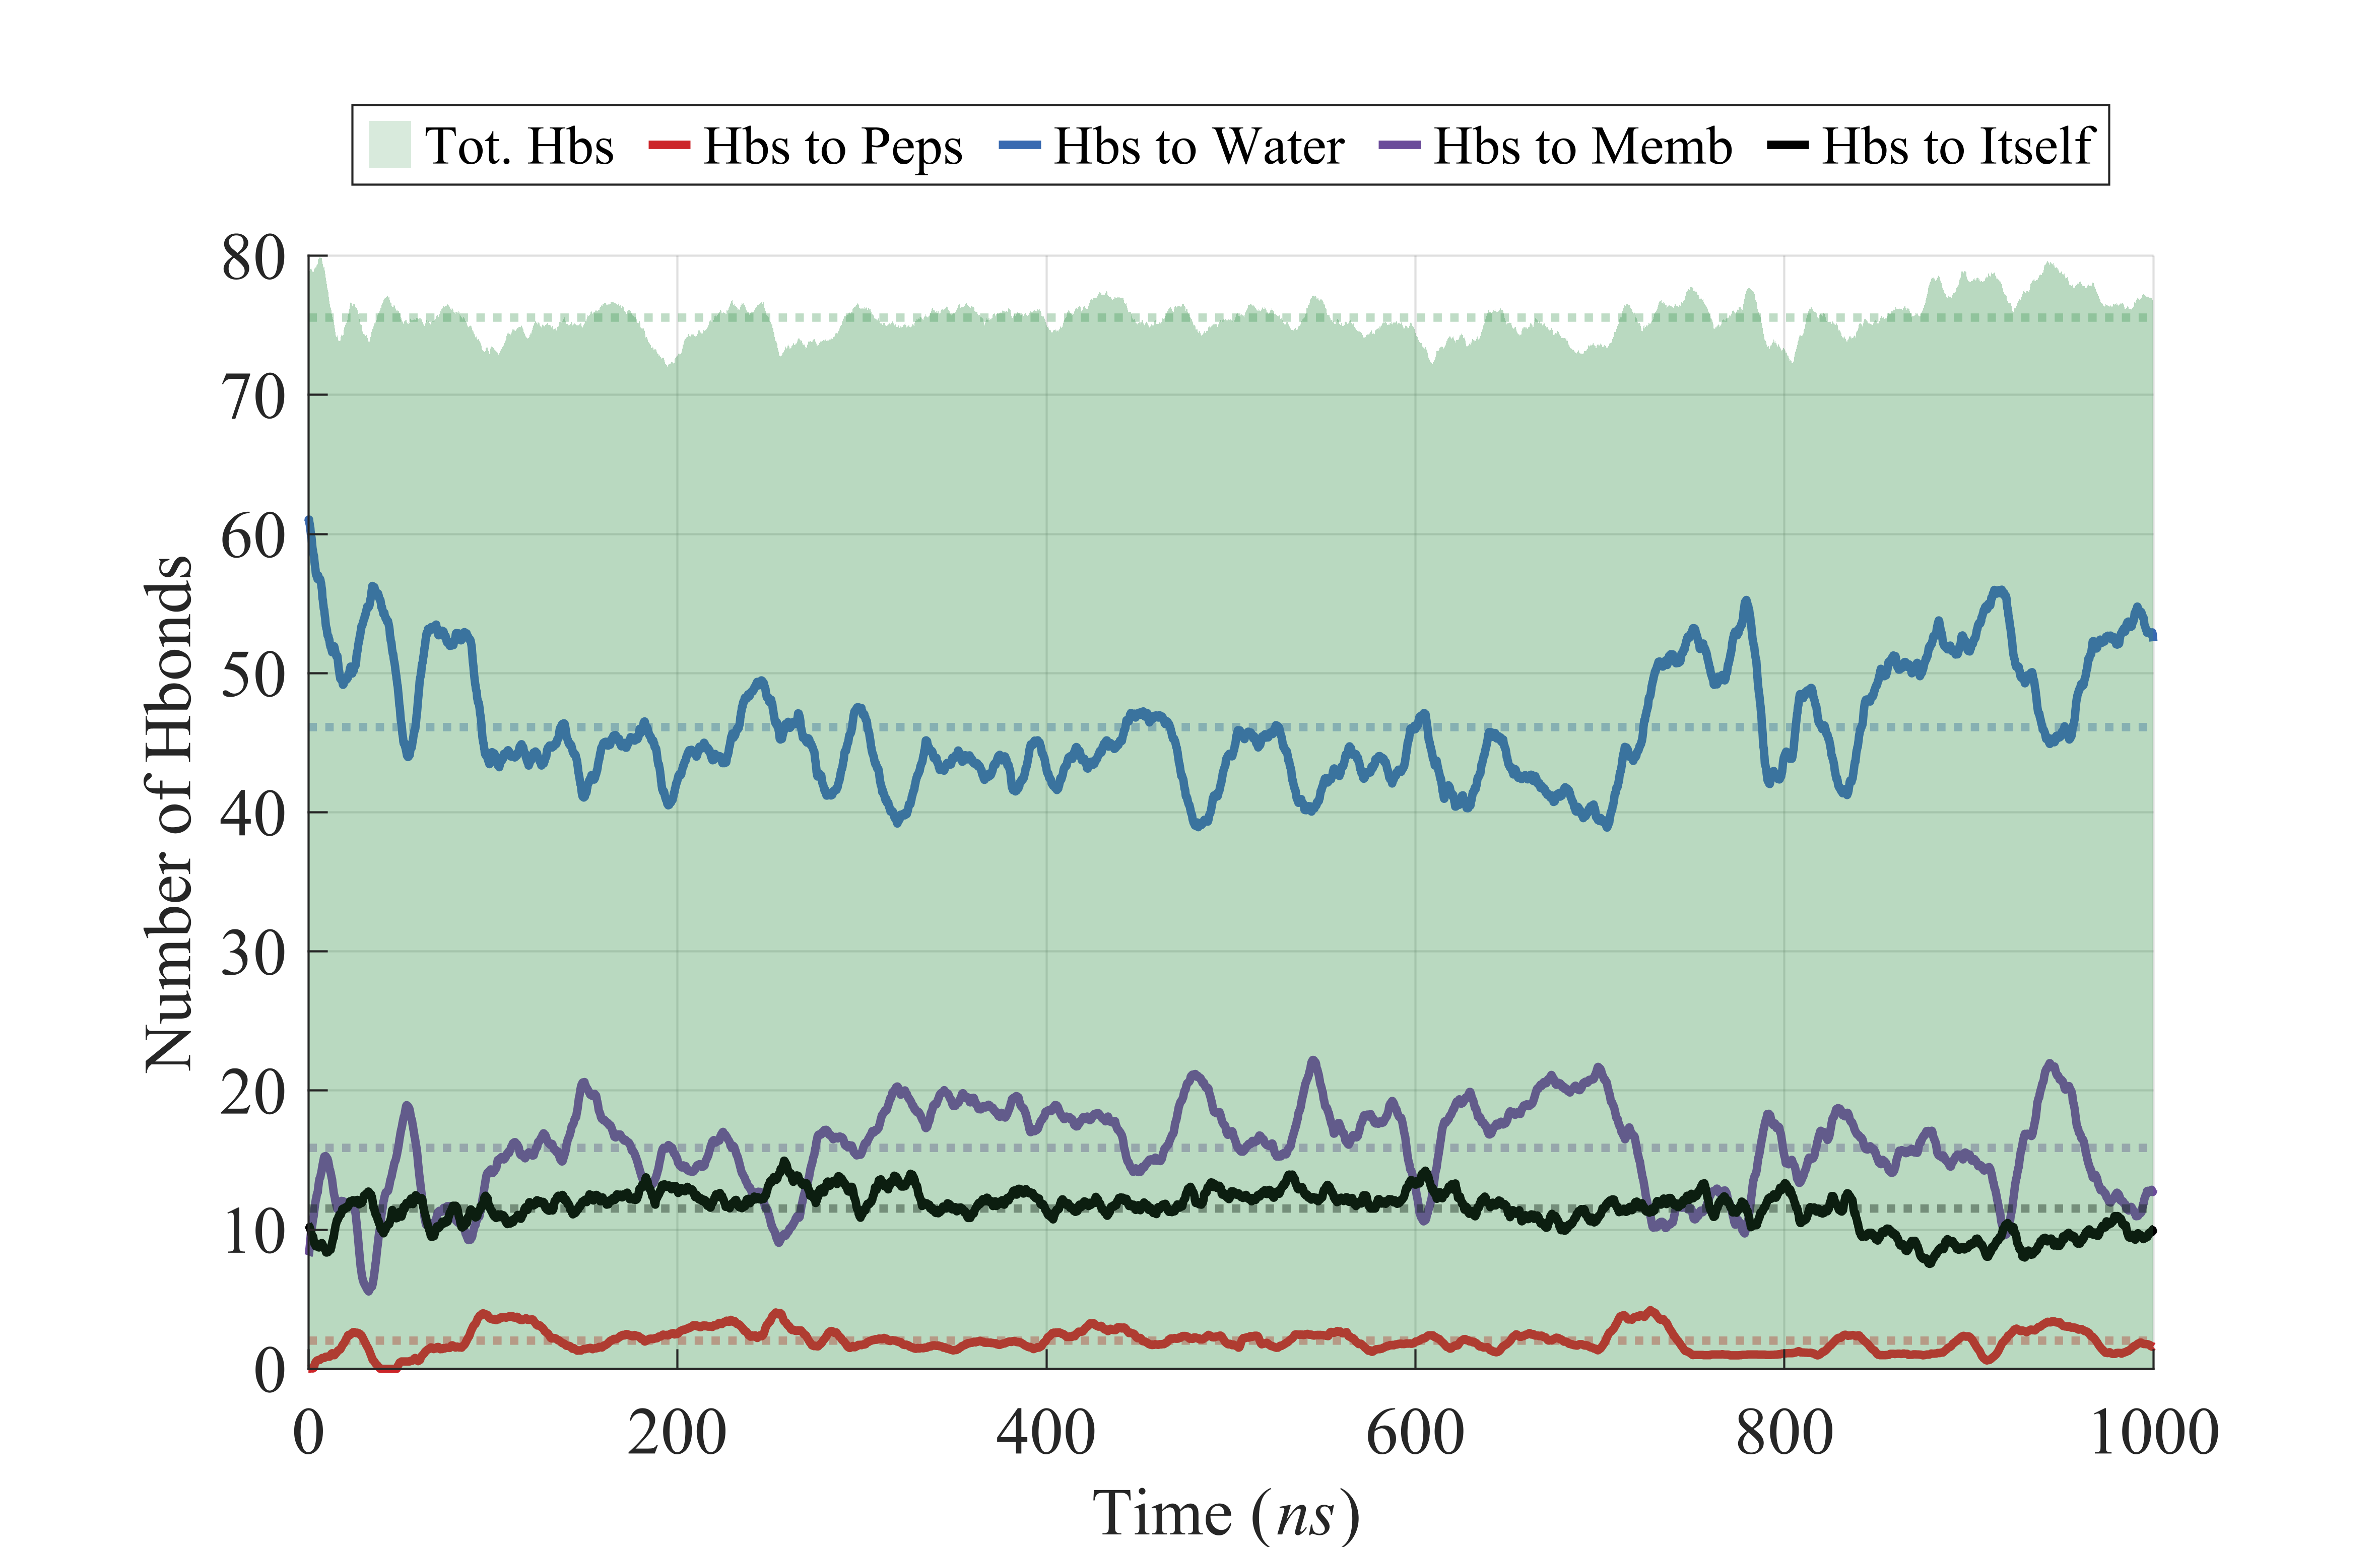 Tot. Hbs Hbs to Peps Hbs to Water Hbs to Memb Hbs to Itself
80
70
60
50
40
30
20
10
0
Number of Hbonds
0 200 400 600 800 1000
Time (ns)